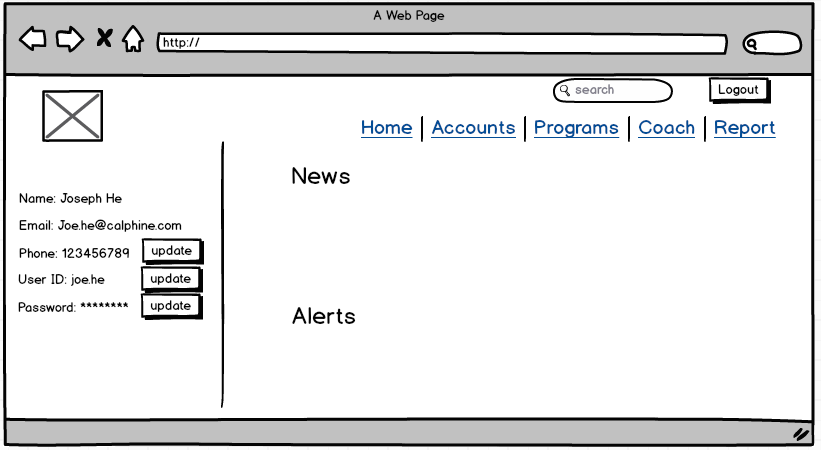 A Web Page
http://
search
Logout
Home
Accounts
Programs
Coach
Report
News
Name: Joseph He
Email: Joe.he@calphine.com
Phone: 123456789 update
User ID: joe.he update
Password: ******** update
Alerts